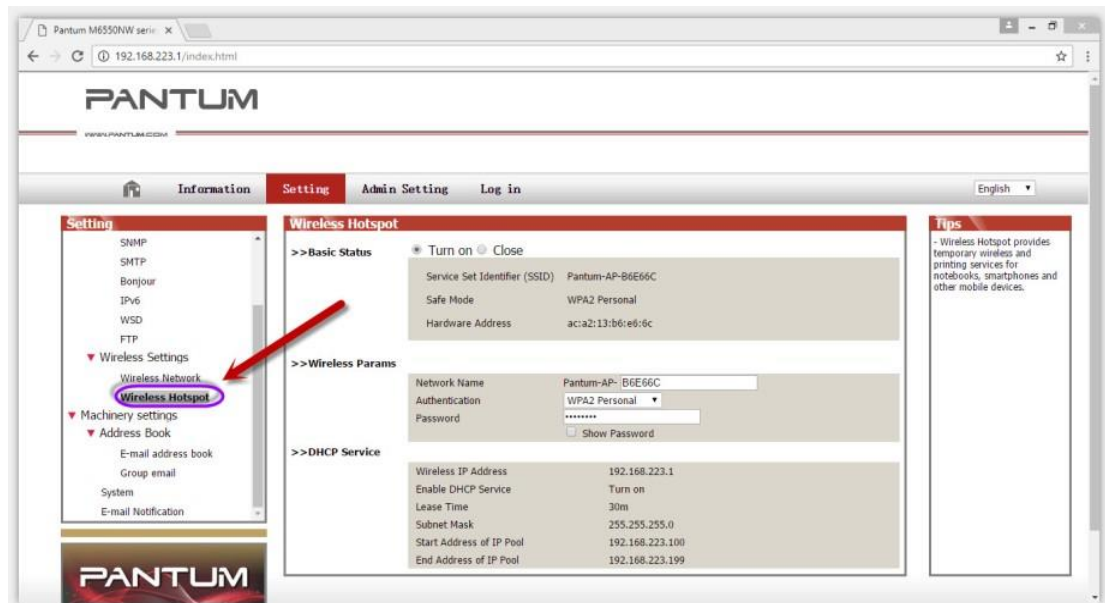 Pantum M6550NW serie
192.168.223.1/index.html
PANTUM
WWW.PANTUM.COM
Information Setting Admin Setting Log in English
Setting
SNMP
SMTP
Bonjour
IPv6
WSD
FTP
Wireless Settings
Wireless Network
Wireless Hotspot
Machinery settings
Address Book
E-mail address book
Group email
System
E-mail Notification
PANTUM
Wireless Hotspot
>>Basic Status Turn on Close
Service Set Identifier (SSID) Pantum-AP-B6E66C
Safe Mode WPA2 Personal
Hardware Address ac:a2:13:b6:e6:6c
>>Wireless Params
Network Name Pantum-AP- B6E66C
Authentication WPA2 Personal
Password ********
Show Password
>>DHCP Service
Wireless IP Address 192.168.223.1
Enable DHCP Service Turn on
Lease Time 30m
Subnet Mask 255.255.255.0
Start Address of IP Pool 192.168.223.100
End Address of IP Pool 192.168.223.199
Tips
- Wireless Hotspot provides
temporary wireless and
printing services for
notebooks, smartphones and
other mobile devices.